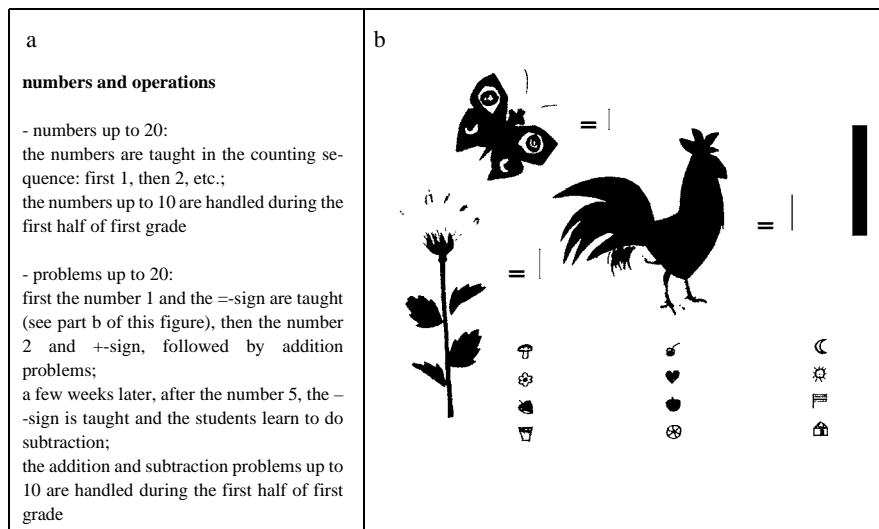 a
numbers and operations
- numbers up to 20:
the numbers are taught in the counting se-
quence: first 1, then 2, etc.;
the numbers up to 10 are handled during the
first half of first grade
- problems up to 20:
first the number 1 and the =-sign are taught
(see part b of this figure), then the number
2 and +-sign, followed by addition
problems;
a few weeks later, after the number 5, the –
-sign is taught and the students learn to do
subtraction;
the addition and subtraction problems up to
10 are handled during the first half of first
grade
b
= |
= |
= |